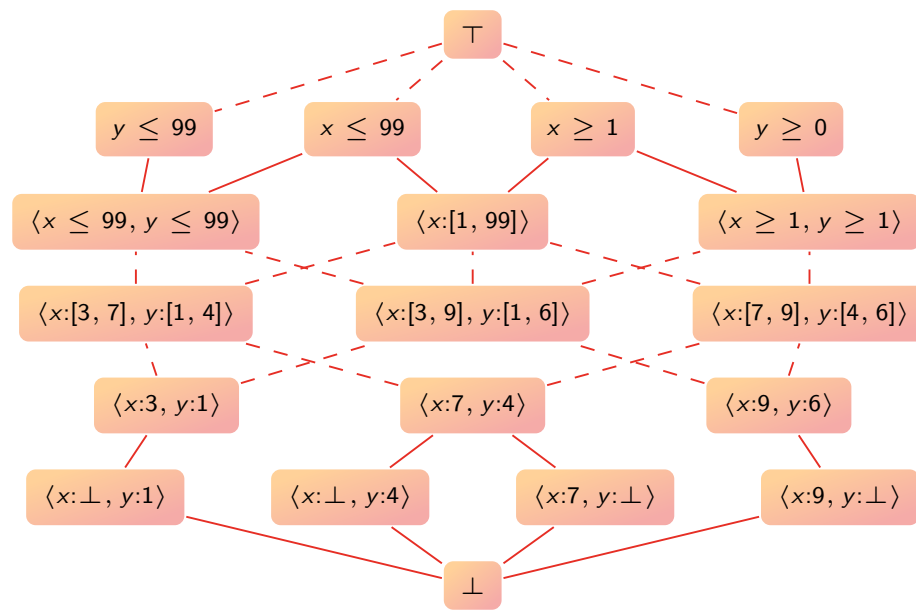 ⊤
y ≤ 99
x ≤ 99
x ≥ 1
y ≥ 0
⟨x ≤ 99, y ≤ 99⟩
⟨x:[1, 99]⟩
⟨x ≥ 1, y ≥ 1⟩
⟨x:[3, 7], y:[1, 4]⟩
⟨x:[3, 9], y:[1, 6]⟩
⟨x:[7, 9], y:[4, 6]⟩
⟨x:3, y:1⟩
⟨x:7, y:4⟩
⟨x:9, y:6⟩
⟨x:⊥, y:1⟩
⟨x:⊥, y:4⟩
⟨x:7, y:⊥⟩
⟨x:9, y:⊥⟩
⊥